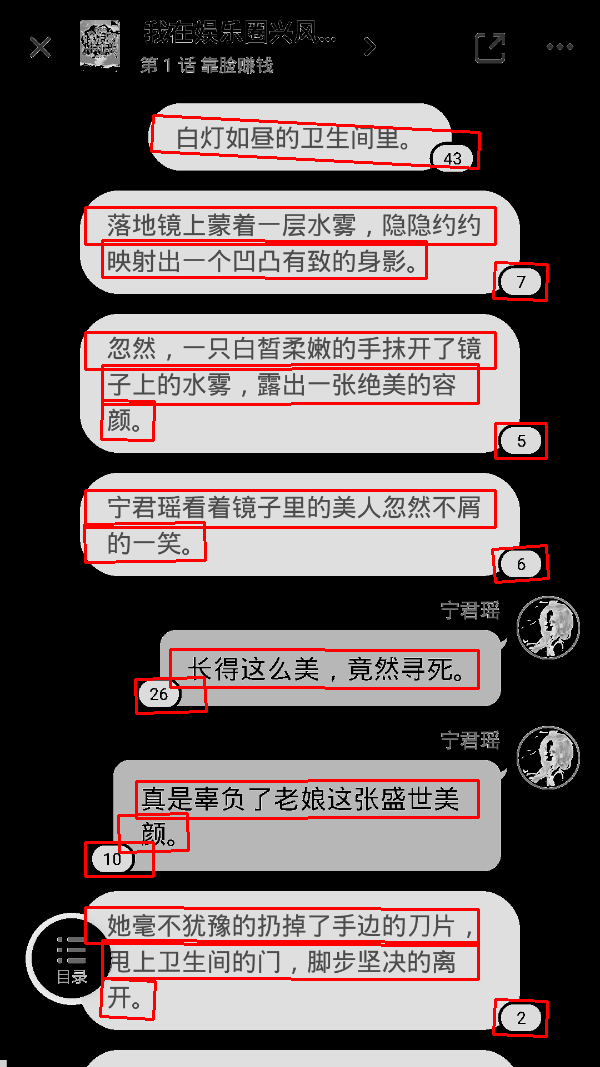 我在娱乐圈兴风...
第1话 靠脸赚钱
白灯如昼的卫生间里。
43
落地镜上蒙着一层水雾，隐隐约约
映射出一个凹凸有致的身影。
7
忽然，一只白皙柔嫩的手抹开了镜
子上的水雾，露出一张绝美的容
颜。
5
宁君瑶看着镜子里的美人忽然不屑
的一笑。
6
宁君瑶
长得这么美，竟然寻死。
26
宁君瑶
真是辜负了老娘这张盛世美
颜。
10
她毫不犹豫的扔掉了手边的刀片，
甩上卫生间的门，脚步坚决的离
开。
目录
2